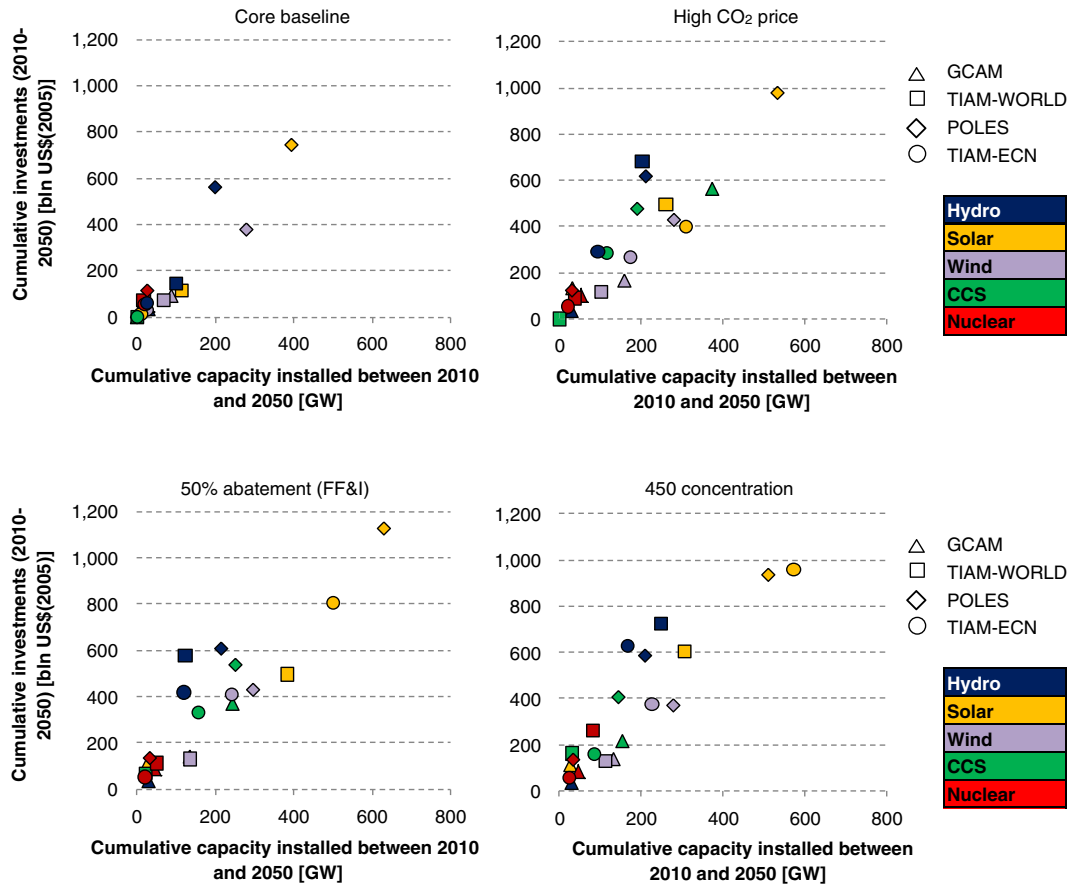 Core baseline
Cumulative investments (2010-
2050) [bln US$(2005)]
1,200
1,000
800
600
400
200
0
0 200 400 600 800
Cumulative capacity installed between 2010
and 2050 [GW]
High CO₂ price
1,200
1,000
800
600
400
200
0
0 200 400 600 800
Cumulative capacity installed between
2010 and 2050 [GW]
GCAM
TIAM-WORLD
POLES
TIAM-ECN
Hydro
Solar
Wind
CCS
Nuclear
50% abatement (FF&I)
Cumulative investments (2010-
2050) [bln US$(2005)]
1,200
1,000
800
600
400
200
0
0 200 400 600 800
Cumulative capacity installed between 2010
and 2050 [GW]
450 concentration
1,200
1,000
800
600
400
200
0
0 200 400 600 800
Cumulative capacity installed between
2010 and 2050 [GW]
GCAM
TIAM-WORLD
POLES
TIAM-ECN
Hydro
Solar
Wind
CCS
Nuclear